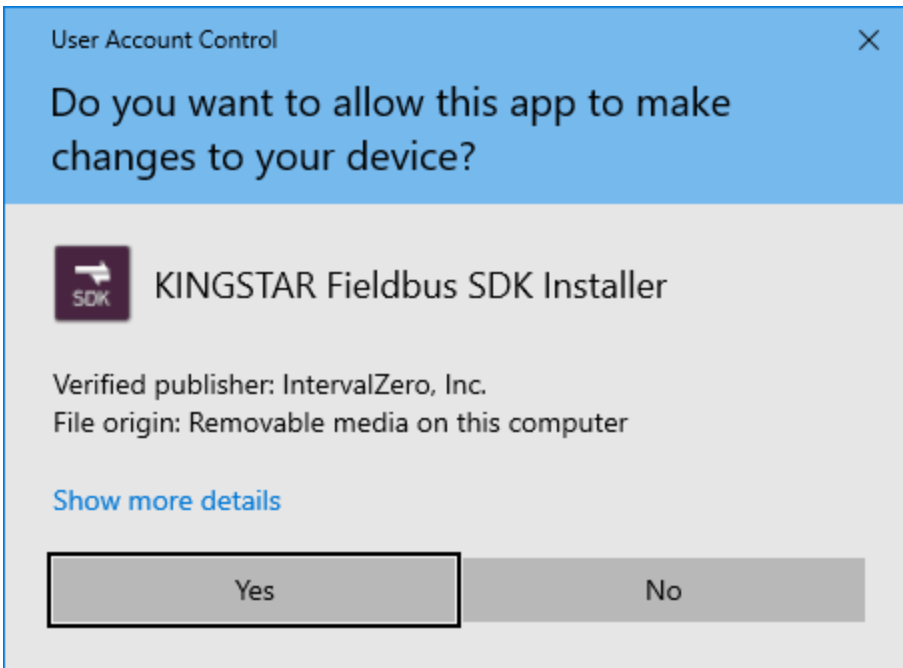 User Account Control
Do you want to allow this app to make
changes to your device?
SDK
KINGSTAR Fieldbus SDK Installer
Verified publisher: IntervalZero, Inc.
File origin: Removable media on this computer
Show more details
Yes
No